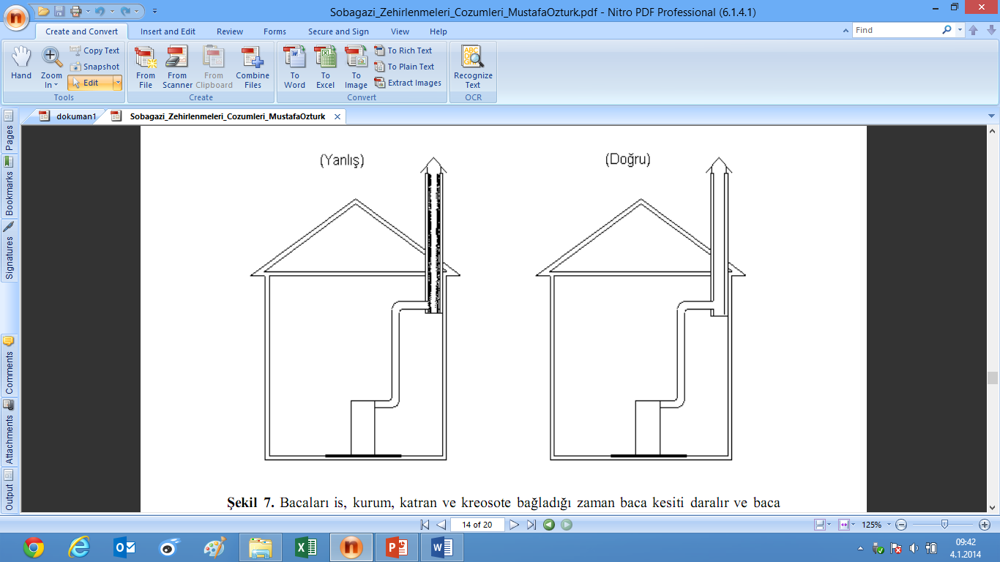 Sobagazi_Zehirlenmeleri_Cozumleri_MustafaOzturk.pdf - Nitro PDF Professional (6.1.4.1)
Create and Convert Insert and Edit Review Forms Secure and Sign View Help
Find
Hand
Zoom In
Copy Text
Snapshot
Edit
Tools
From File
From Scanner
From Clipboard
Combine Files
Create
To Word
To Excel
To Image
To Rich Text
To Plain Text
Extract Images
Convert
Recognize Text
OCR
dokuman1
Sobagazi_Zehirlenmeleri_Cozumleri_MustafaOzturk
Pages
Bookmarks
Signatures
Comments
Attachments
Output
(Yanlış)
(Doğru)
Şekil 7. Bacaları is, kurum, katran ve kreosote bağladığı zaman baca kesiti daralır ve baca
14 of 20
125%
09:42
4.1.2014